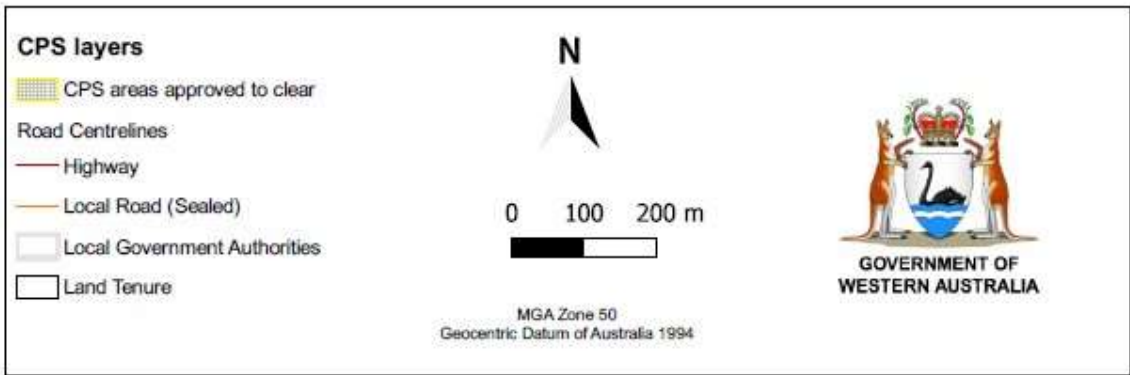 CPS layers
CPS areas approved to clear
Road Centrelines
Highway
Local Road (Sealed)
Local Government Authorities
Land Tenure
N
0 100 200 m
MGA Zone 50
Geocentric Datum of Australia 1994
GOVERNMENT OF
WESTERN AUSTRALIA